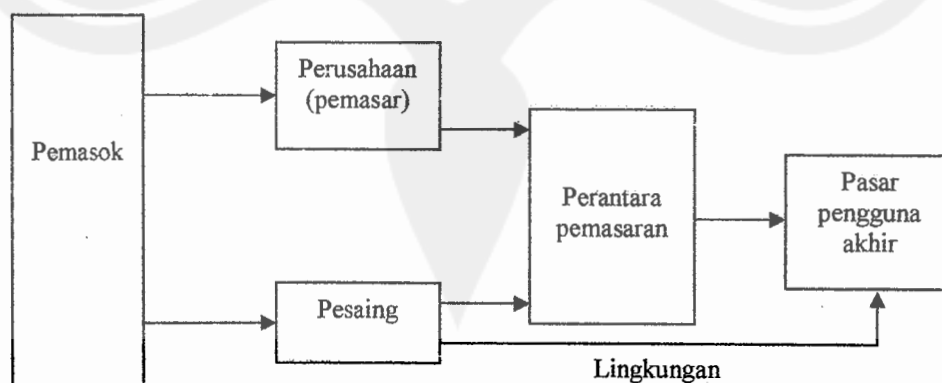 Pemasok
Perusahaan
(pemasar)
Pesaing
Perantara
pemasaran
Pasar
pengguna
akhir
Lingkungan